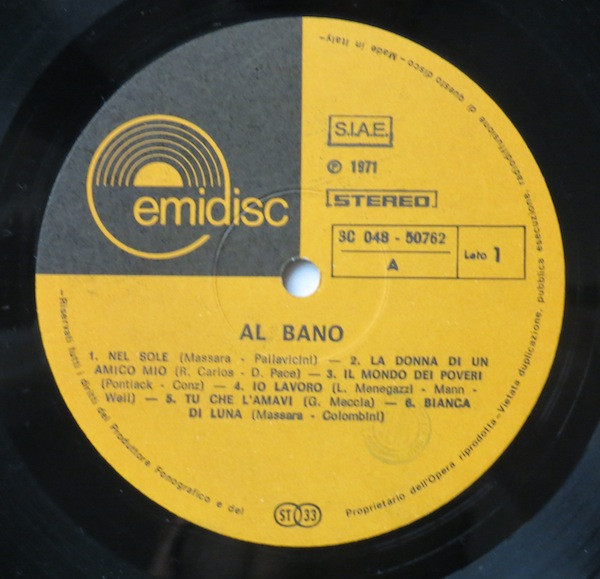 emidisc
S.I.A.E.
℗ 1971
STEREO
3C 048 - 50762
A
Lato 1
AL BANO
1. NEL SOLE (Massara - Pallavicini) — 2. LA DONNA DI UN
AMICO MIO (R. Carlos - D. Pace) — 3. IL MONDO DEI POVERI
(Pontiack - Conz) — 4. IO LAVORO (L. Menegazzi - Mann -
Weil) — 5. TU CHE L'AMAVI (G. Meccia) — 6. BIANCA
DI LUNA (Massara - Colombini)
ST 33
-Riservati tutti i diritti del Produttore Fonografico e del Proprietario dell'Opera riprodotta-Vietata duplicazione, pubblica esecuzione, radiodiffusione di questo disco-Made in Italy-